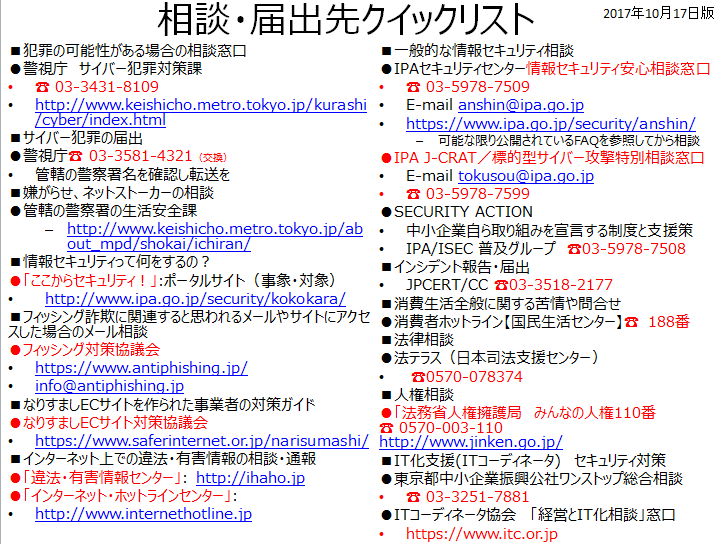 相談・届出先クイックリスト
2017年10月17日版
■犯罪の可能性がある場合の相談窓口
●警視庁　サイバー犯罪対策課
• ☎ 03-3431-8109
• http://www.keishicho.metro.tokyo.jp/kurashi
/cyber/index.html
■サイバー犯罪の届出
●警視庁☎ 03-3581-4321（交換）
• 管轄の警察署名を確認し転送を
■嫌がらせ、ネットストーカーの相談
●管轄の警察署の生活安全課
– http://www.keishicho.metro.tokyo.jp/ab
out_mpd/shokai/ichiran/
■情報セキュリティって何をするの？
●「ここからセキュリティ！」:ポータルサイト（事象・対象）
• http://www.ipa.go.jp/security/kokokara/
■フィッシング詐欺に関連すると思われるメールやサイトにアクセ
スした場合のメール相談
●フィッシング対策協議会
• https://www.antiphishing.jp/
• info@antiphishing.jp
■なりすましECサイトを作られた事業者の対策ガイド
●なりすましECサイト対策協議会
• https://www.saferinternet.or.jp/narisumashi/
■インターネット上での違法・有害情報の相談・通報
●「違法・有害情報センター」: http://ihaho.jp
●「インターネット・ホットラインセンター」:
• http://www.internethotline.jp
■一般的な情報セキュリティ相談
●IPAセキュリティセンター情報セキュリティ安心相談窓口
• ☎ 03-5978-7509
• E-mail anshin@ipa.go.jp
• https://www.ipa.go.jp/security/anshin/
– 可能な限り公開されているFAQを参照してから相談
●IPA J-CRAT／標的型サイバー攻撃特別相談窓口
• E-mail tokusou@ipa.go.jp
• ☎ 03-5978-7599
●SECURITY ACTION
• 中小企業自ら取り組みを宣言する制度と支援策
• IPA/ISEC 普及グループ ☎03-5978-7508
■インシデント報告・届出
• JPCERT/CC ☎03-3518-2177
■消費生活全般に関する苦情や問合せ
●消費者ホットライン【国民生活センター】☎ 188番
■法律相談
●法テラス（日本司法支援センター）
• ☎0570-078374
■人権相談
●「法務省人権擁護局　みんなの人権110番
☎ 0570-003-110
http://www.jinken.go.jp/
■IT化支援(ITコーディネータ)　セキュリティ対策
●東京都中小企業振興公社ワンストップ総合相談
• ☎ 03-3251-7881
●ITコーディネータ協会　「経営とIT化相談」窓口
• https://www.itc.or.jp